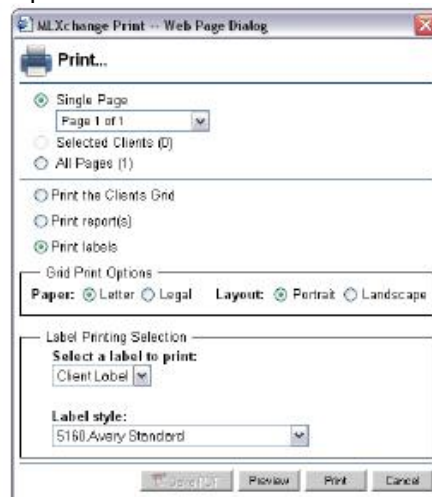 MLXchange Print -- Web Page Dialog
Print...
Single Page
Page 1 of 1
Selected Clients (0)
All Pages (1)
Print the Clients Grid
Print report(s)
Print labels
Grid Print Options
Paper: Letter Legal Layout: Portrait Landscape
Label Printing Selection
Select a label to print:
Client Label
Label style:
5160,Avery Standard
Preview Print Cancel